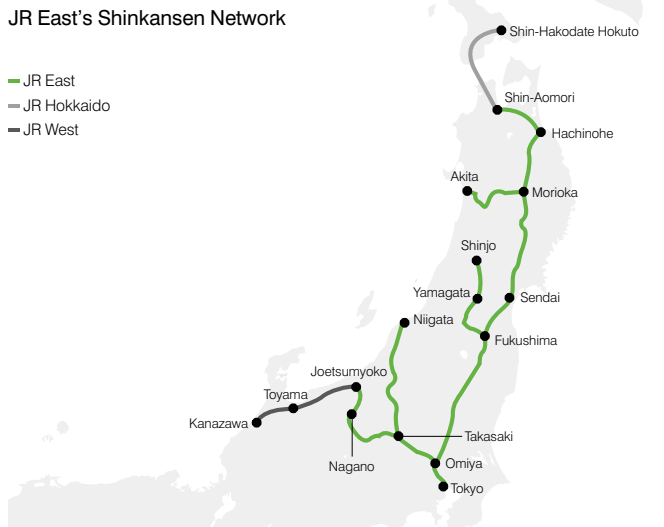 JR East's Shinkansen Network
JR East
JR Hokkaido
JR West
Shin-Hakodate Hokuto
Shin-Aomori
Hachinohe
Akita
Morioka
Shinjo
Yamagata
Sendai
Niigata
Fukushima
Joetsumyoko
Toyama
Kanazawa
Takasaki
Nagano
Omiya
Tokyo